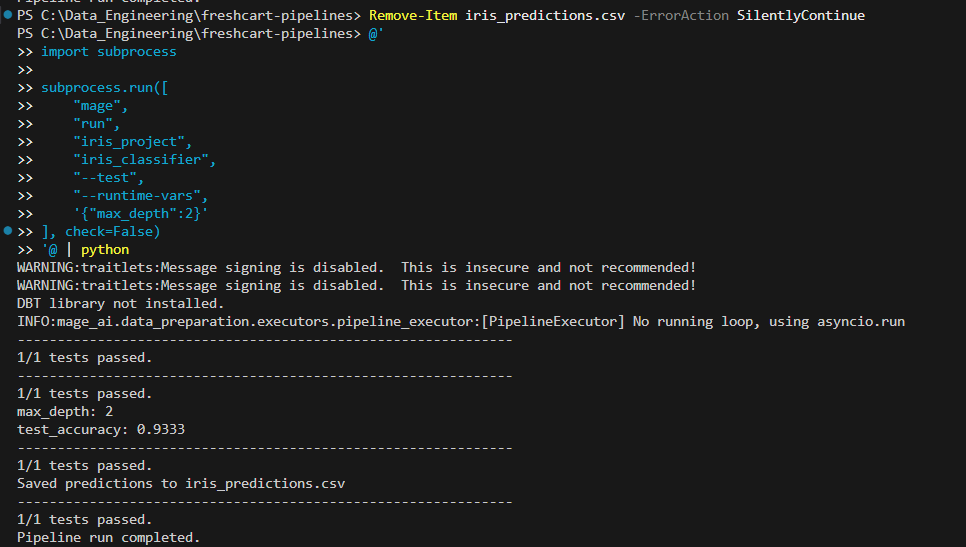 Pipeline run completed.
PS C:\Data_Engineering\freshcart-pipelines> Remove-Item iris_predictions.csv -ErrorAction SilentlyContinue
PS C:\Data_Engineering\freshcart-pipelines> @'
>> import subprocess
>>
>> subprocess.run([
>>     "mage",
>>     "run",
>>     "iris_project",
>>     "iris_classifier",
>>     "--test",
>>     "--runtime-vars",
>>     '{"max_depth":2}'
>> ], check=False)
>> '@ | python
WARNING:traitlets:Message signing is disabled.  This is insecure and not recommended!
WARNING:traitlets:Message signing is disabled.  This is insecure and not recommended!
DBT library not installed.
INFO:mage_ai.data_preparation.executors.pipeline_executor:[PipelineExecutor] No running loop, using asyncio.run
--------------------------------------------------------------
1/1 tests passed.
--------------------------------------------------------------
1/1 tests passed.
max_depth: 2
test_accuracy: 0.9333
--------------------------------------------------------------
1/1 tests passed.
Saved predictions to iris_predictions.csv
--------------------------------------------------------------
1/1 tests passed.
Pipeline run completed.